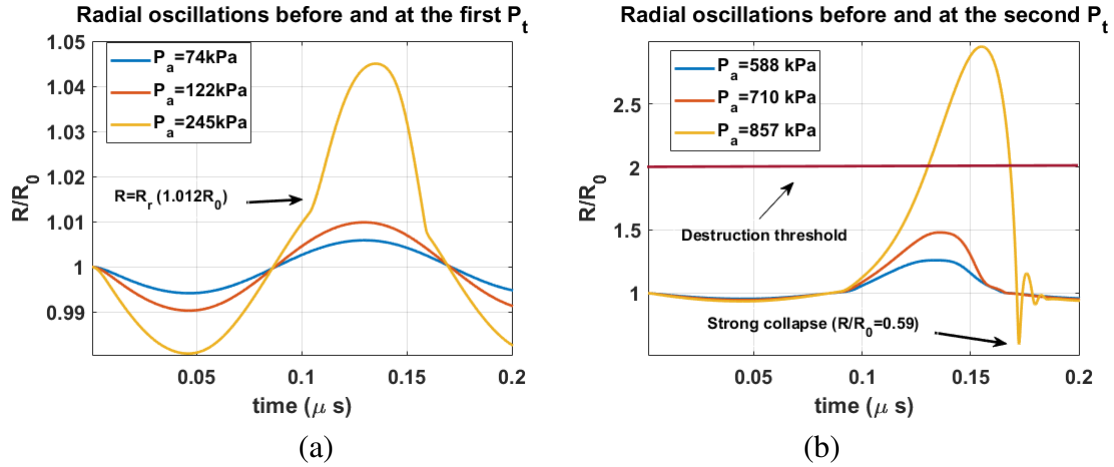 Radial oscillations before and at the first P_t
1.05
1.04
1.03
1.02
1.01
1
0.99
R/R_0
P_a=74kPa
P_a=122kPa
P_a=245kPa
R=R_r (1.012R_0)
0.05
0.1
0.15
0.2
time (μ s)
(a)
Radial oscillations before and at the second P_t
2.5
2
1.5
1
R/R_0
P_a=588 kPa
P_a=710 kPa
P_a=857 kPa
Destruction threshold
Strong collapse (R/R_0=0.59)
0.05
0.1
0.15
0.2
time (μ s)
(b)